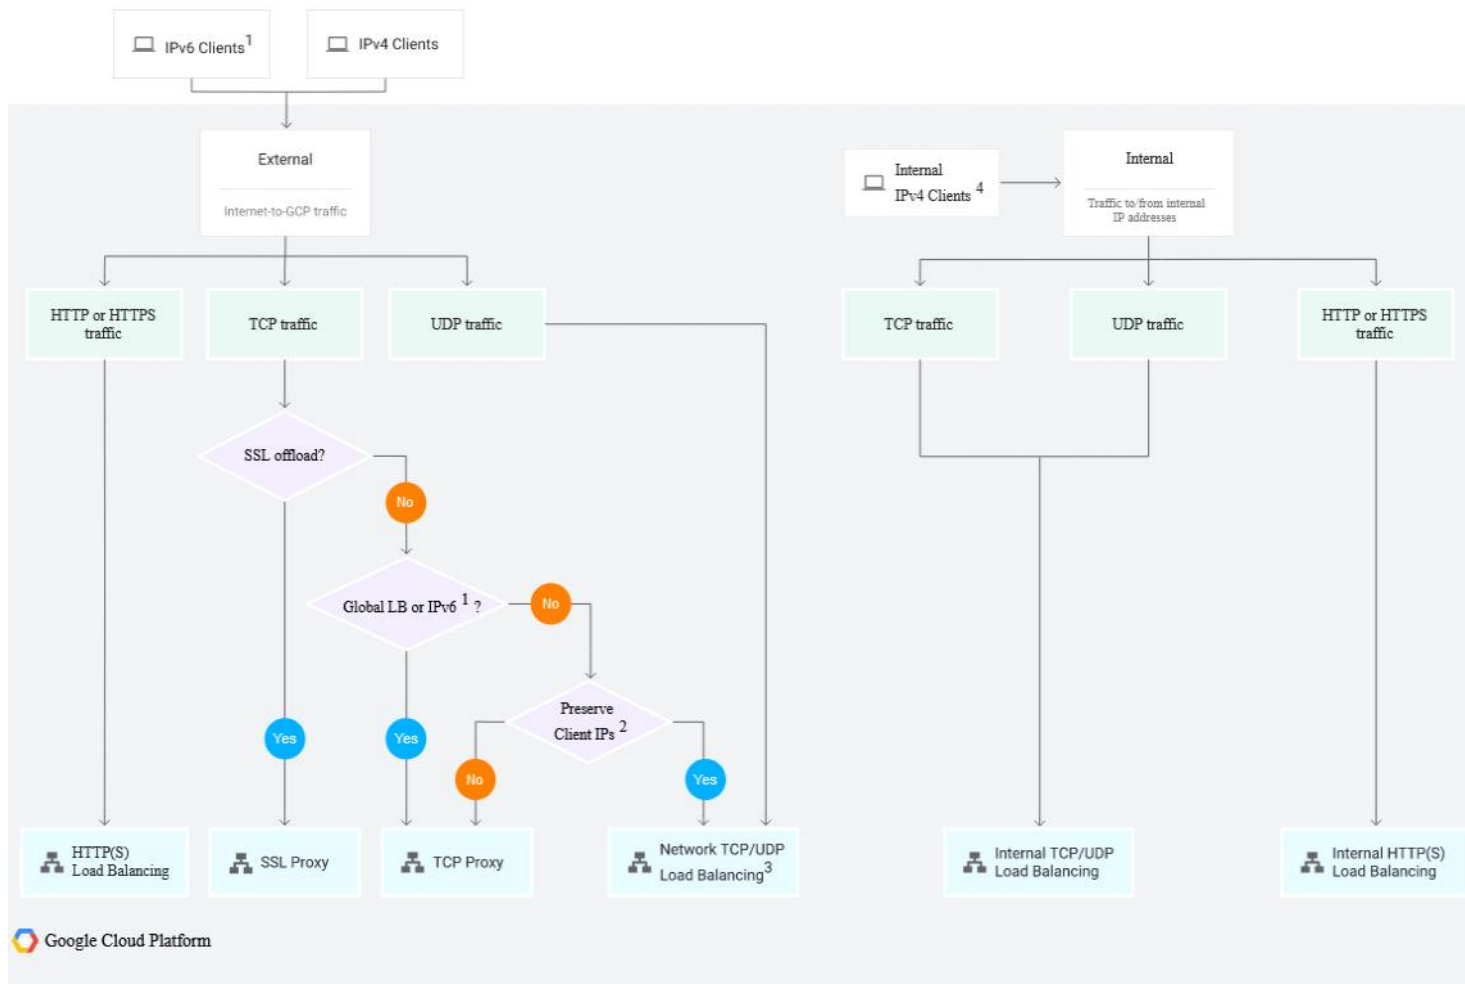 IPv6 Clients1
IPv4 Clients
External
Internet-to-GCP traffic
Internal
IPv4 Clients 4
Internal
Traffic to/from internal
IP addresses
HTTP or HTTPS
traffic
TCP traffic
UDP traffic
TCP traffic
UDP traffic
HTTP or HTTPS
traffic
SSL offload?
No
Global LB or IPv6 1 ?
No
Preserve
Client IPs 2
Yes
Yes
No
Yes
HTTP(S)
Load Balancing
SSL Proxy
TCP Proxy
Network TCP/UDP
Load Balancing3
Internal TCP/UDP
Load Balancing
Internal HTTP(S)
Load Balancing
Google Cloud Platform